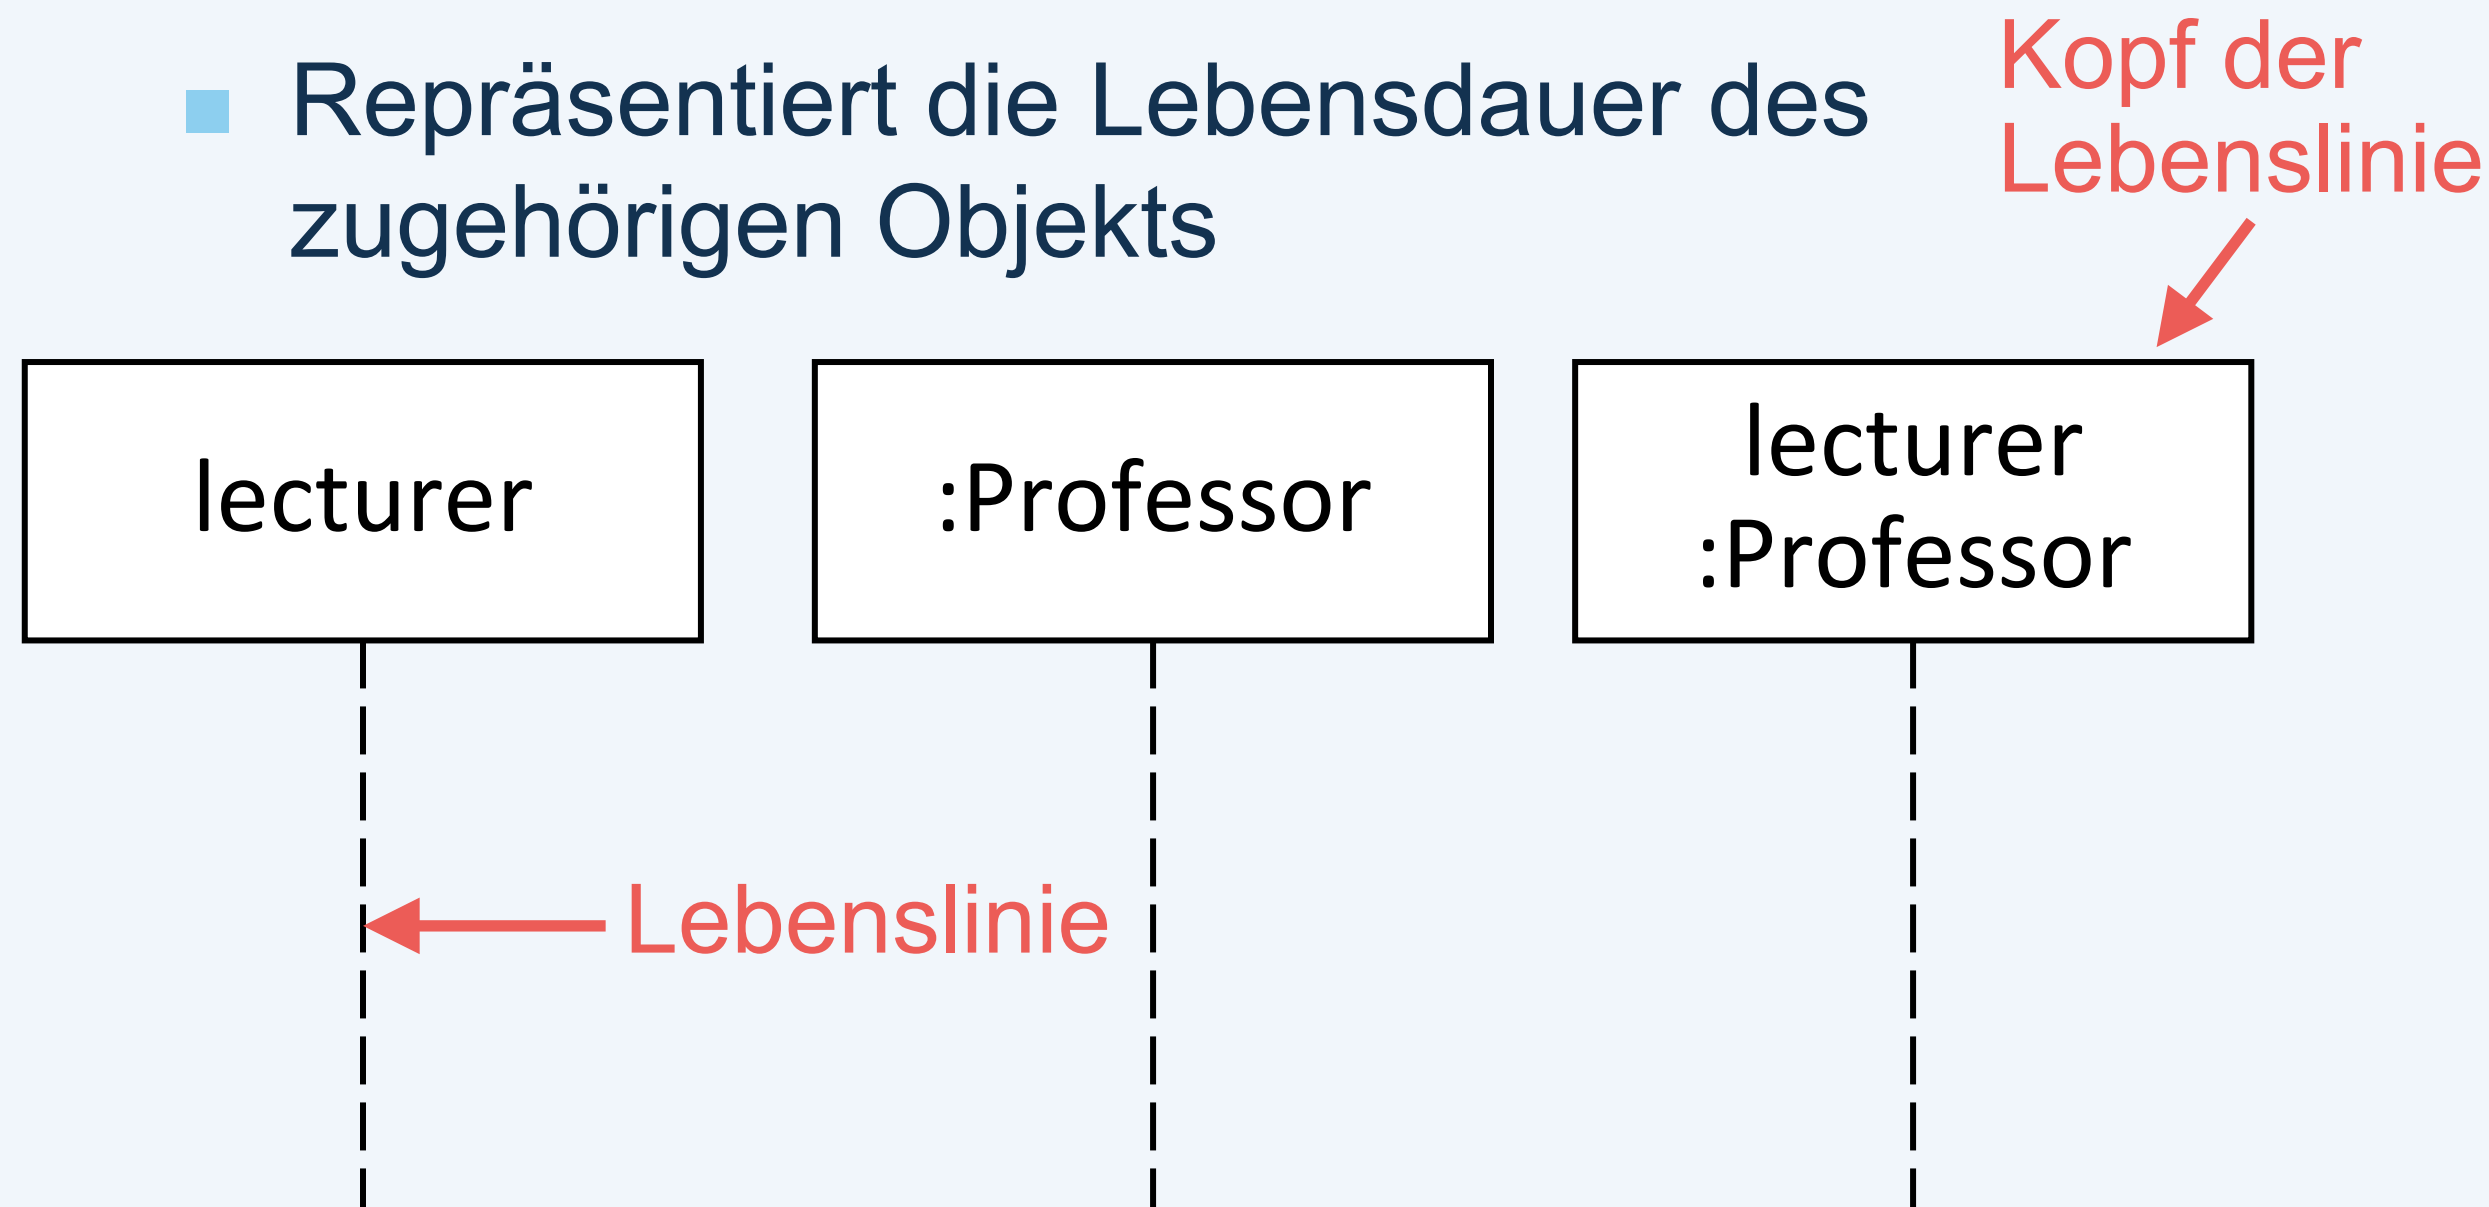 Repräsentiert die Lebensdauer des
zugehörigen Objekts
Kopf der
Lebenslinie
lecturer
:Professor
lecturer
:Professor
Lebenslinie